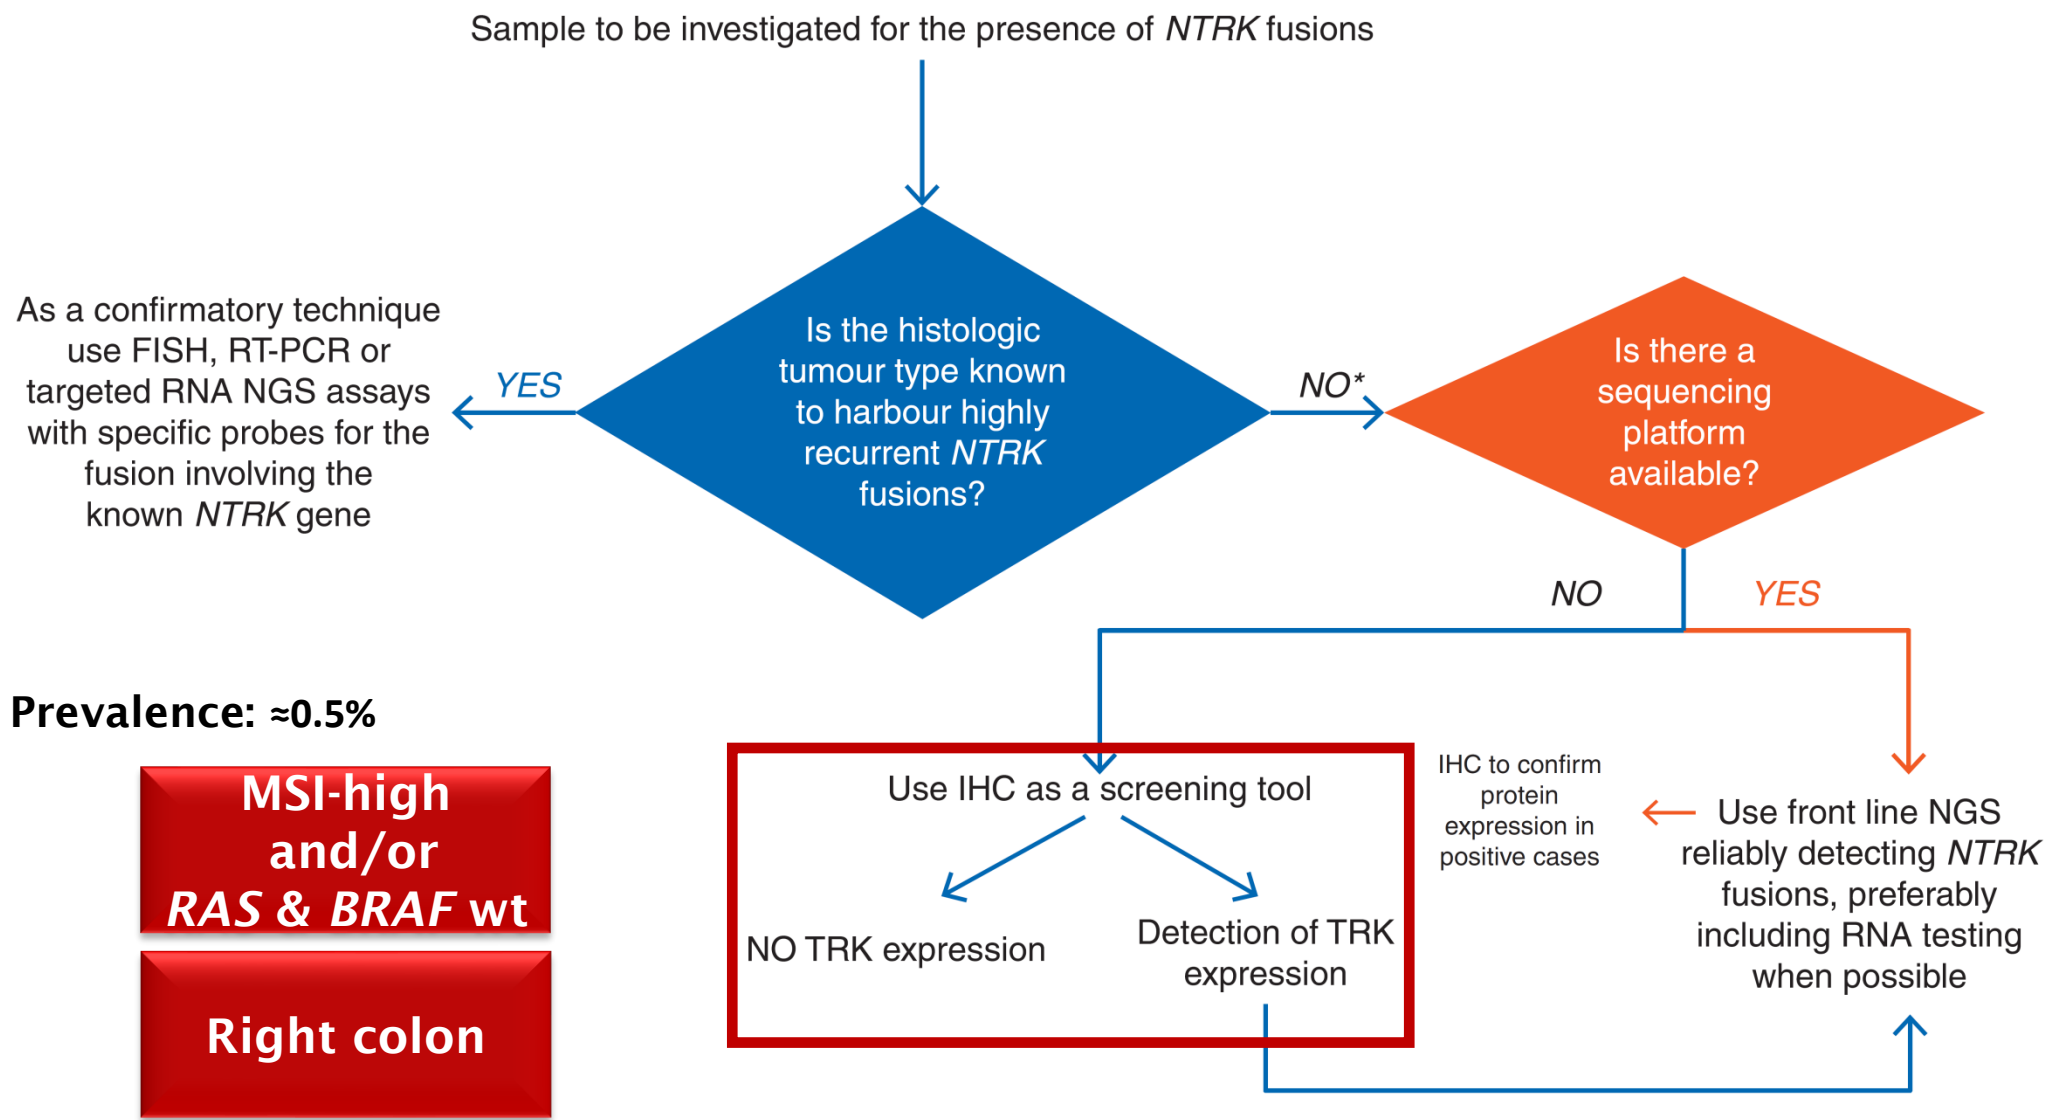 Sample to be investigated for the presence of NTRK fusions
As a confirmatory technique
use FISH, RT-PCR or
targeted RNA NGS assays
with specific probes for the
fusion involving the
known NTRK gene
YES
Is the histologic
tumour type known
to harbour highly
recurrent NTRK
fusions?
NO*
Is there a
sequencing
platform
available?
NO
YES
Prevalence: ≈0.5%
MSI-high
and/or
RAS & BRAF wt
Right colon
Use IHC as a screening tool
NO TRK expression
Detection of TRK
expression
IHC to confirm
protein
expression in
positive cases
Use front line NGS
reliably detecting NTRK
fusions, preferably
including RNA testing
when possible